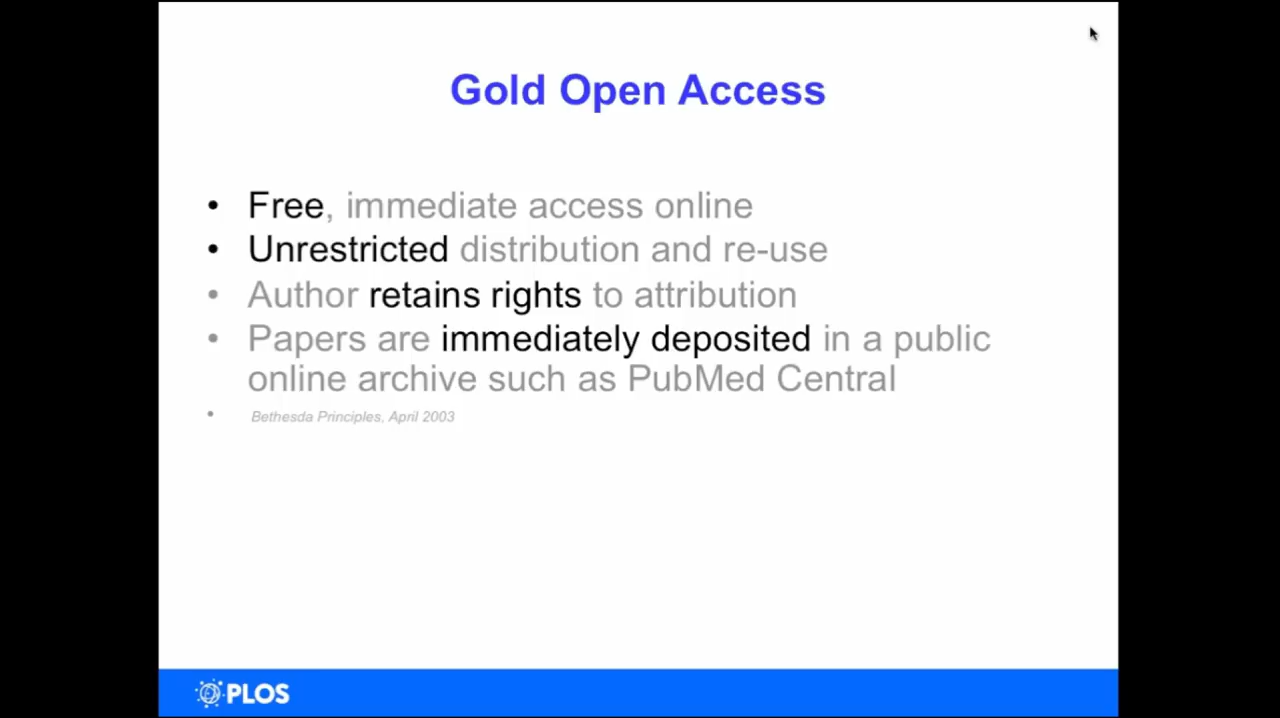 Gold Open Access
• Free, immediate access online
• Unrestricted distribution and re-use
• Author retains rights to attribution
• Papers are immediately deposited in a public
online archive such as PubMed Central
• Bethesda Principles, April 2003
PLOS